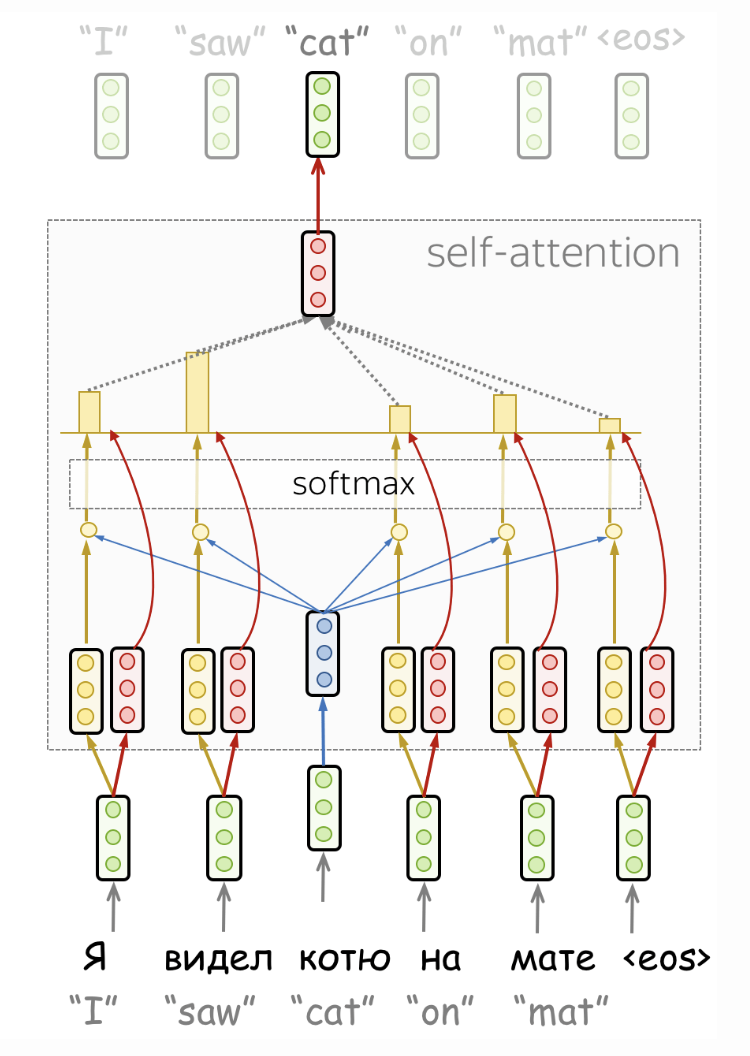 “I” “saw” “cat” “on” “mat” <eos>
self-attention
softmax
Я видел котю на мате <eos>
“I” “saw” “cat” “on” “mat”